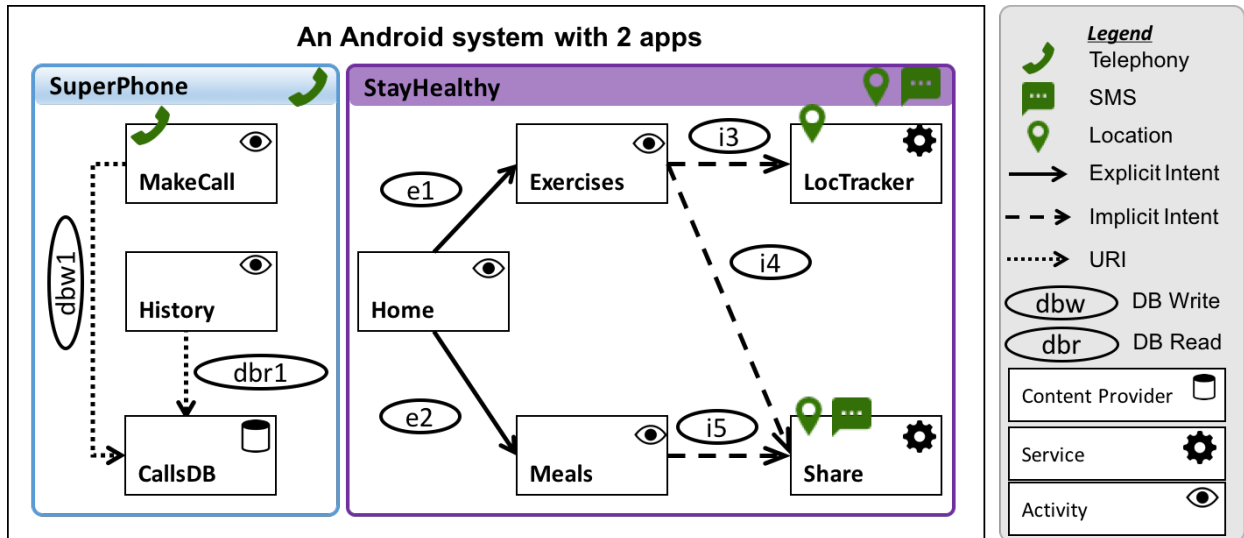 An Android system with 2 apps
SuperPhone
MakeCall
dbw1
History
dbr1
CallsDB
StayHealthy
Exercises
i3
LocTracker
e1
i4
Home
e2
Meals
i5
Share
Legend
Telephony
SMS
Location
Explicit Intent
Implicit Intent
URI
dbw DB Write
dbr DB Read
Content Provider
Service
Activity